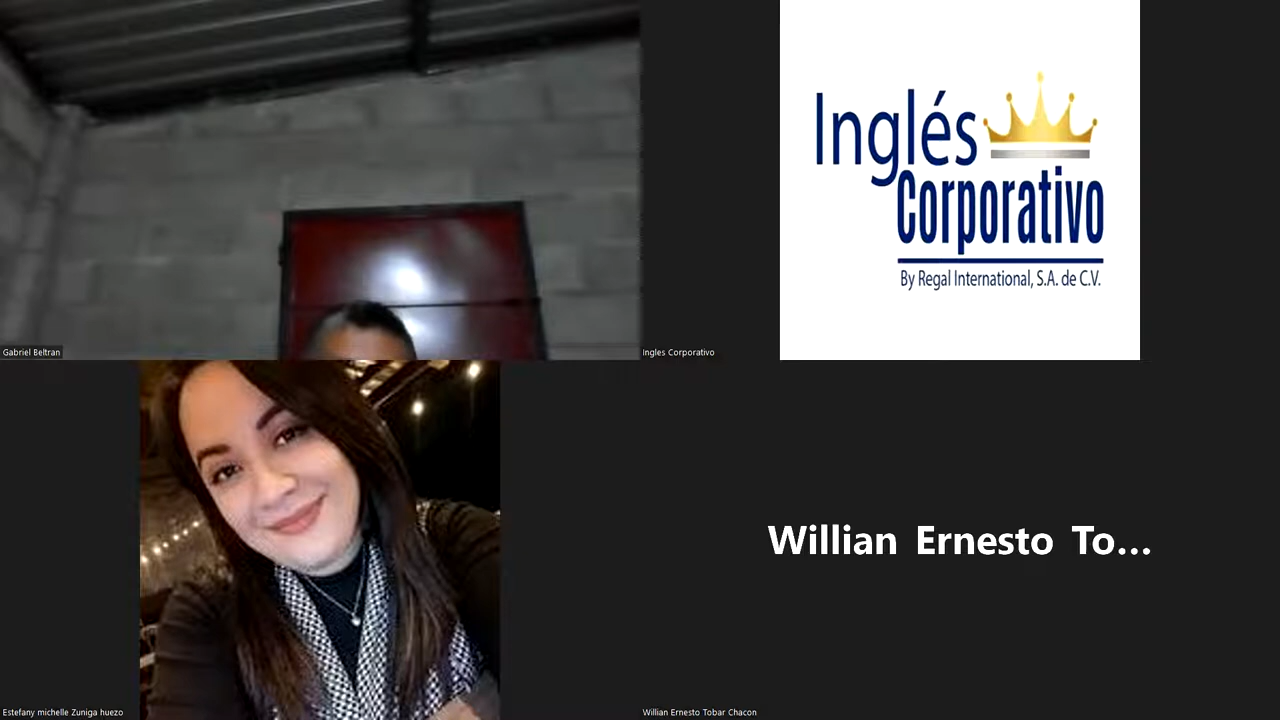 Inglés
Corporativo
By Regal International, S.A. de C.V.
Gabriel Beltran
Ingles Corporativo
Willian Ernesto To...
Estefany michelle Zuniga huezo
Willian Ernesto Tobar Chacon